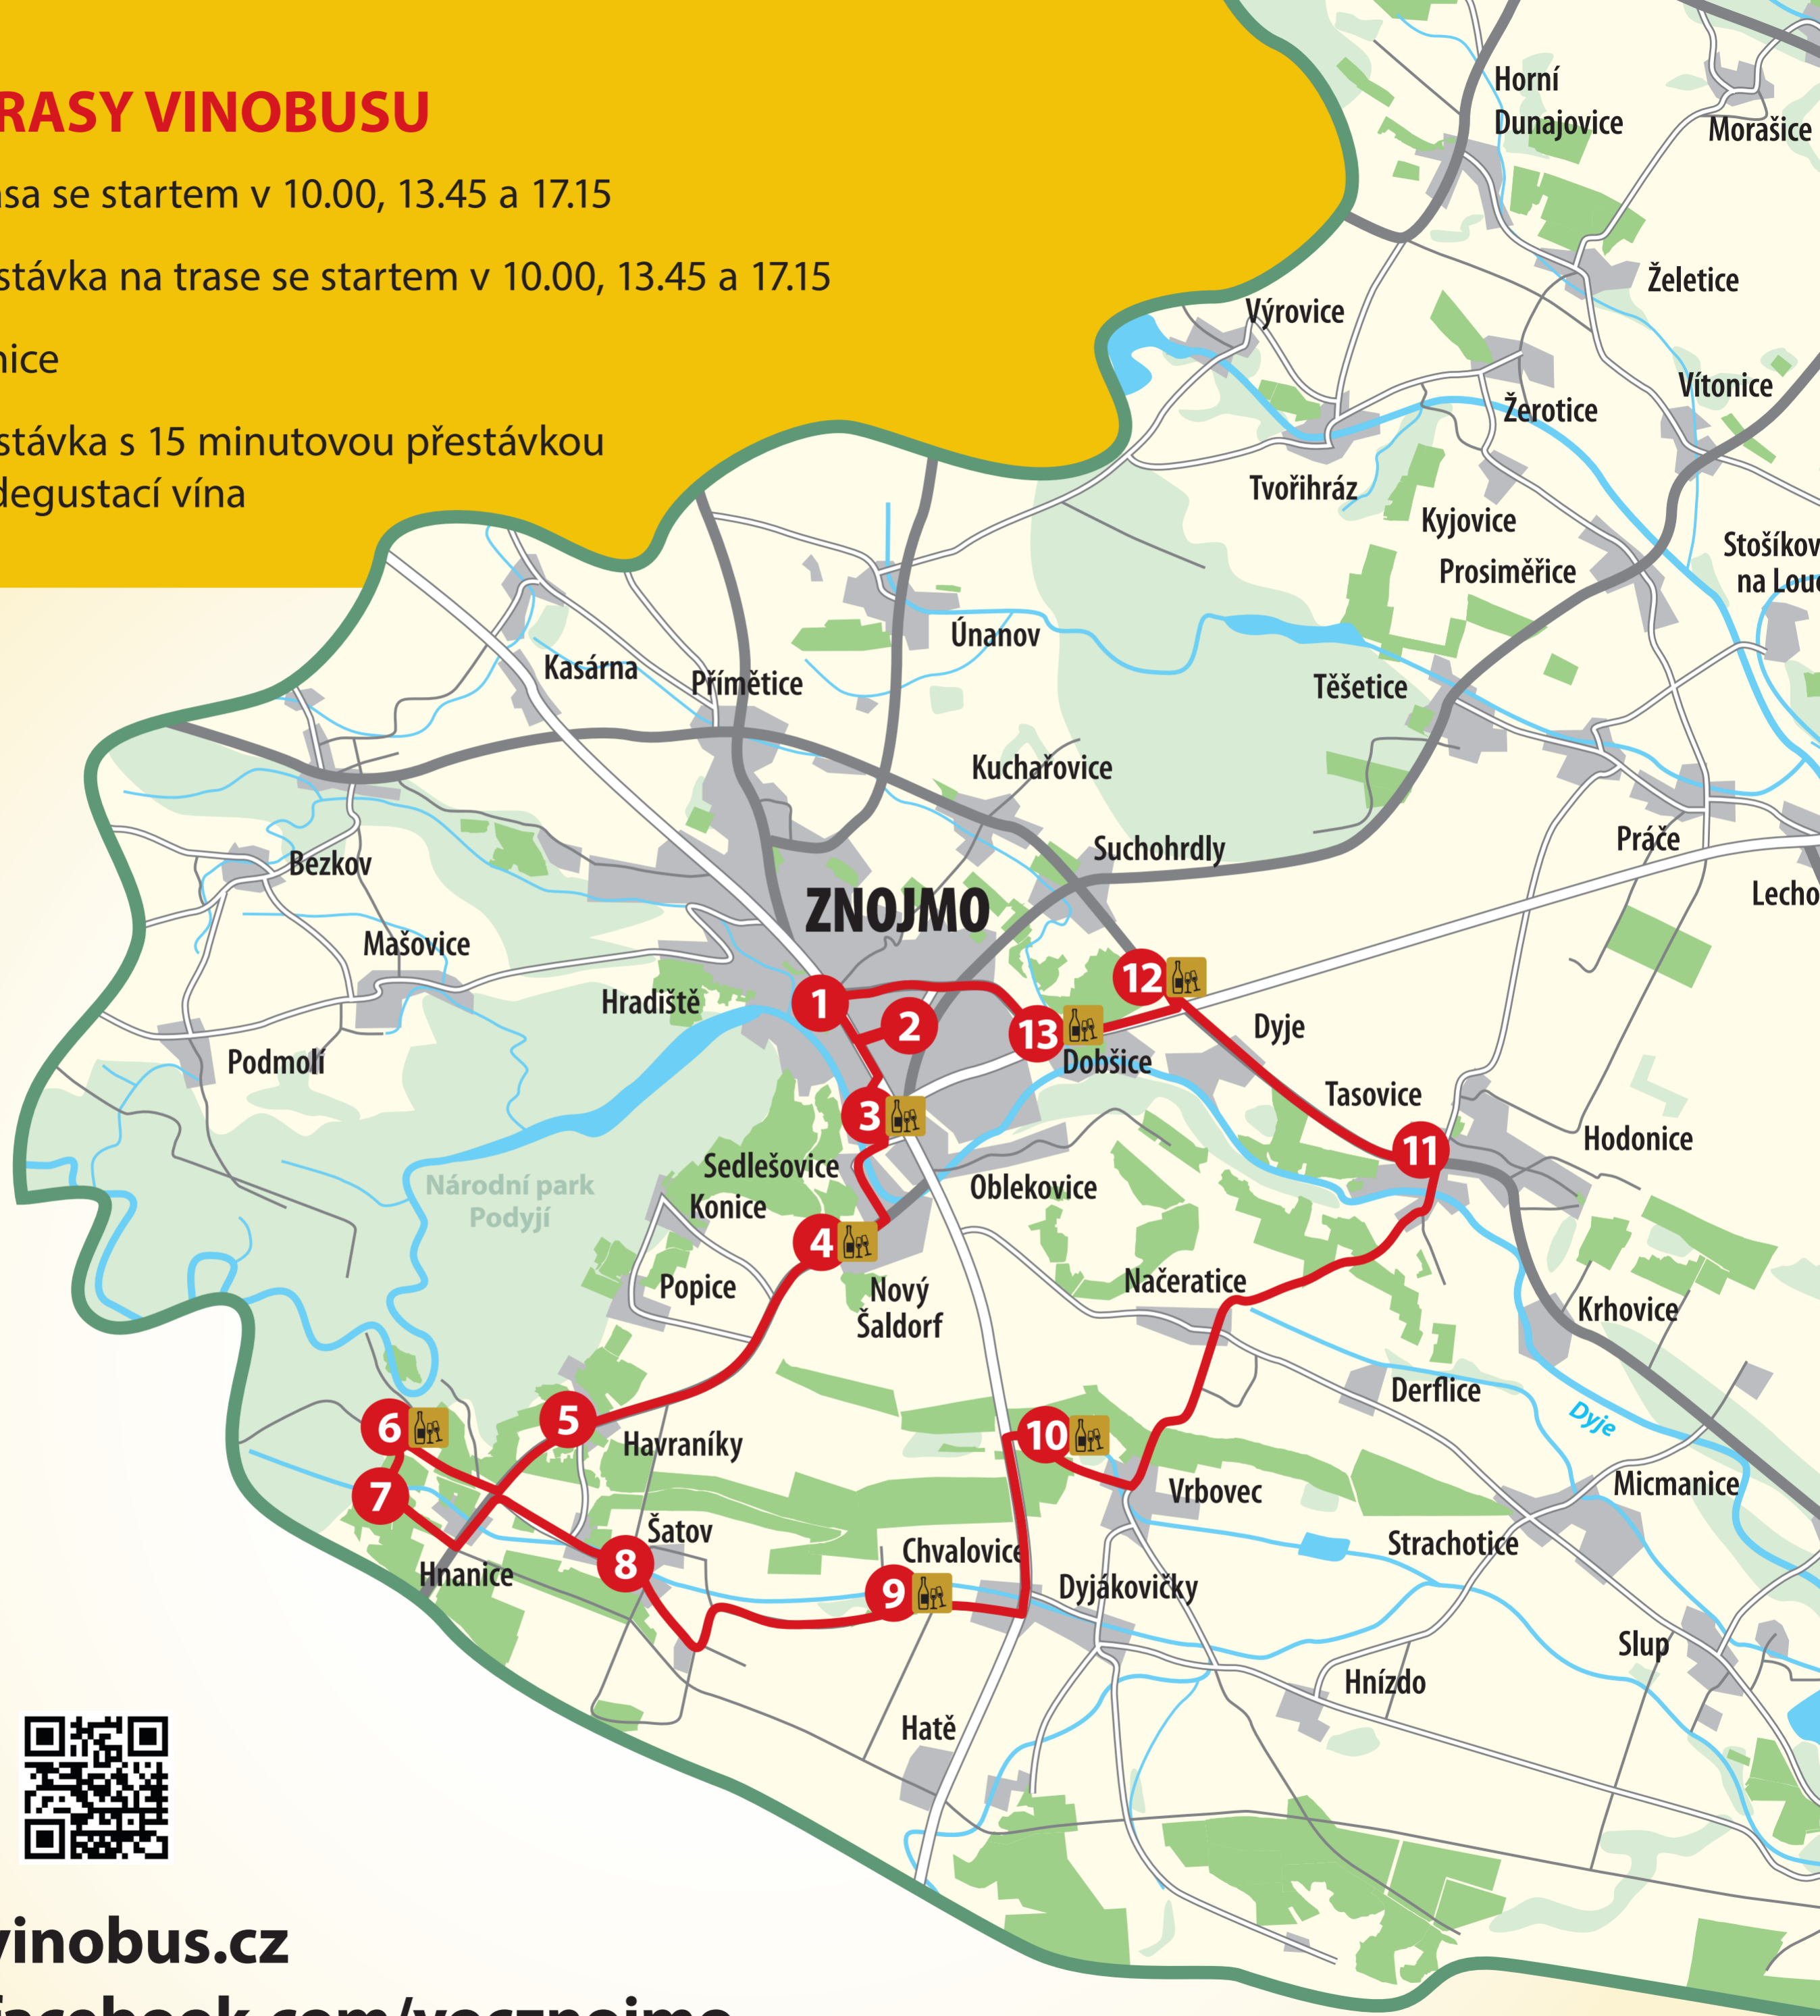 RASY VINOBUSU
sa se startem v 10.00, 13.45 a 17.15
stávka na trase se startem v 10.00, 13.45 a 17.15
nice
stávka s 15 minutovou přestávkou
degustací vína
Horní
Dunajovice
Morašice
Želetice
Výrovice
Vítonice
Žerotice
Tvořihráz
Kyjovice
Stošíkov
na Lou
Prosiměřice
Únanov
Kasárna
Přímětice
Těšetice
Kuchařovice
Suchohrdly
Práče
Bezkov
Lecho
ZNOJMO
Mašovice
12
Hradiště
1
2
13
Dyje
Podmolí
Dobšice
Tasovice
3
11
Hodonice
Sedlešovice
Národní park
Podyjí
Oblekovice
Konice
4
Popice
Nový
Šaldorf
Načeratice
Krhovice
Derflice
Dyje
6
5
Havraníky
10
7
Vrbovec
Micmanice
Šatov
Strachotice
Chvalovice
Hnanice
8
9
Dyjákovičky
Slup
Hnízdo
Hatě
vinobus.cz
facebook.com/vocznojmo